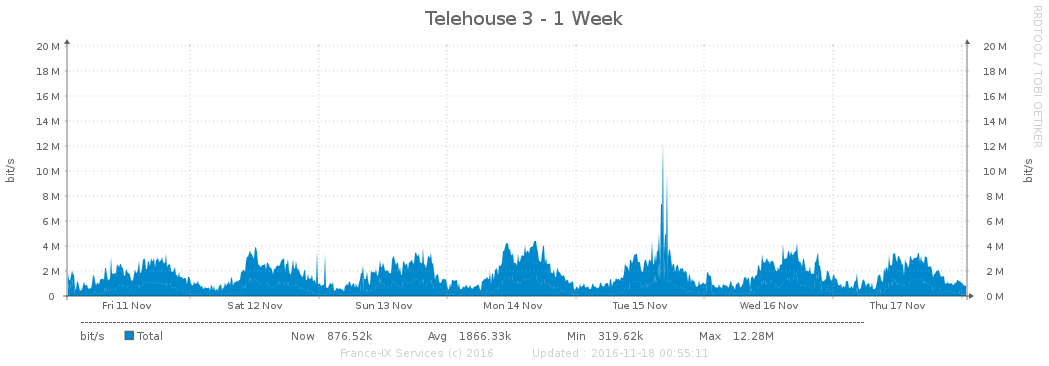 Telehouse 3 - 1 Week
RRDTOOL / TOBI OETIKER
bit/s
20 M 20 M
18 M 18 M
16 M 16 M
14 M 14 M
12 M 12 M
10 M 10 M
8 M 8 M
6 M 6 M
4 M 4 M
2 M 2 M
0 0 M
bit/s
Fri 11 Nov Sat 12 Nov Sun 13 Nov Mon 14 Nov Tue 15 Nov Wed 16 Nov Thu 17 Nov
bit/s Total Now 876.52k Avg 1866.33k Min 319.62k Max 12.28M
France-IX Services (c) 2016 Updated : 2016-11-18 00:55:11